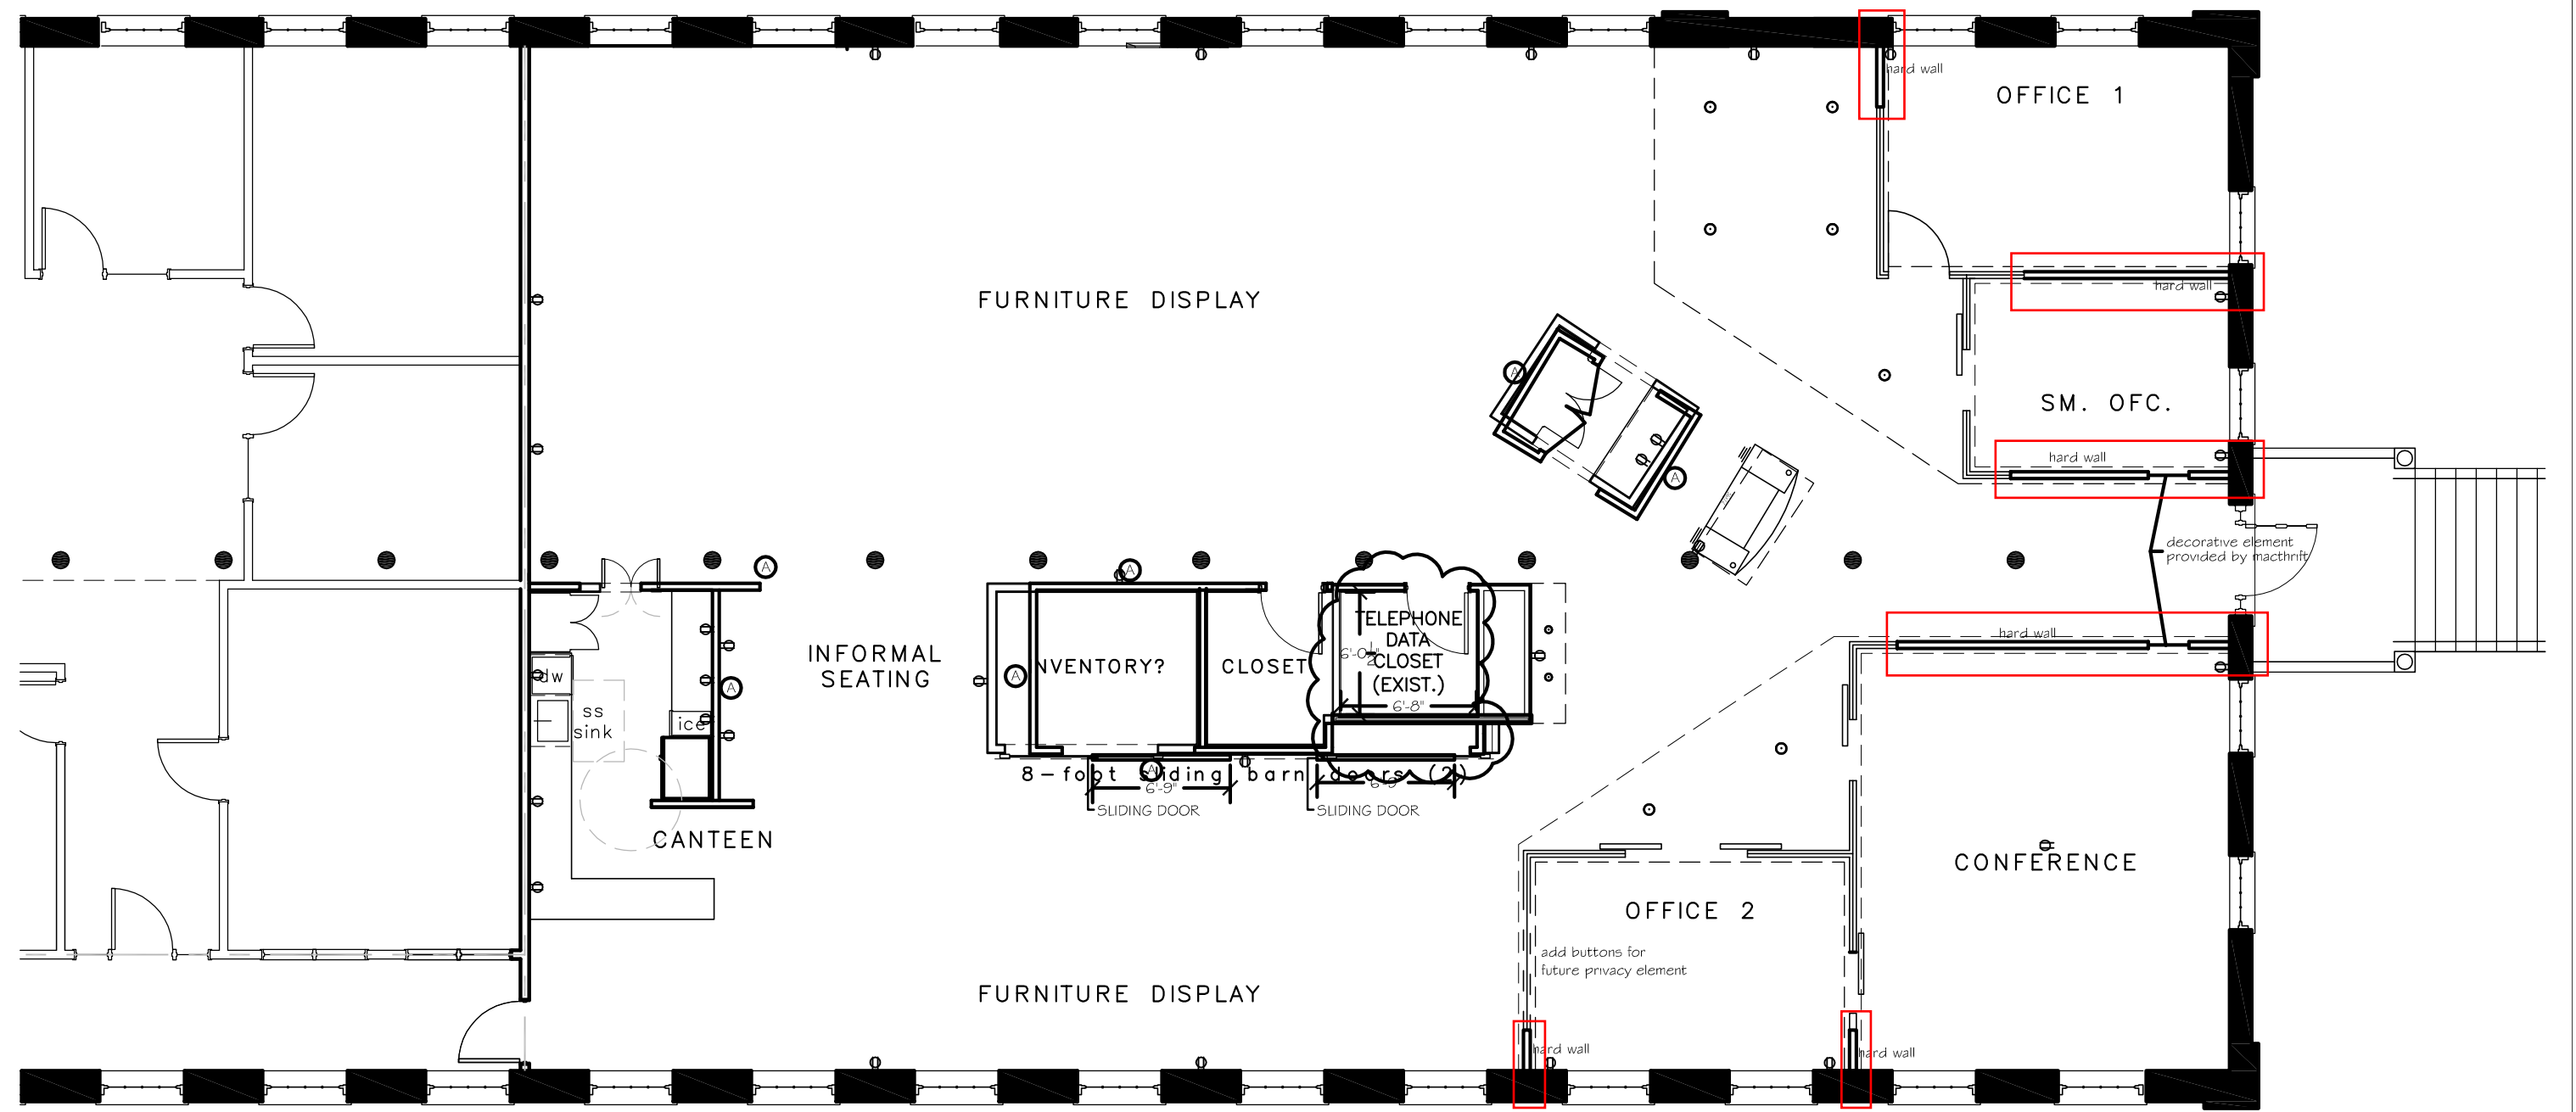 hard wall
OFFICE 1
hard wall
FURNITURE DISPLAY
A
SM. OFC.
hard wall
A
decorative element
provided by macthrift
A
A
TELEPHONE
DATA
CLOSET
(EXIST.)
6'-8"
hard wall
INFORMAL
SEATING
A
NVENTORY?
CLOSET
dw
A
ss
sink
ice
A
8-foot sliding barn doors (2)
6'-9"
6'-9"
SLIDING DOOR
SLIDING DOOR
CANTEEN
CONFERENCE
OFFICE 2
add buttons for
future privacy element
FURNITURE DISPLAY
hard wall
hard wall